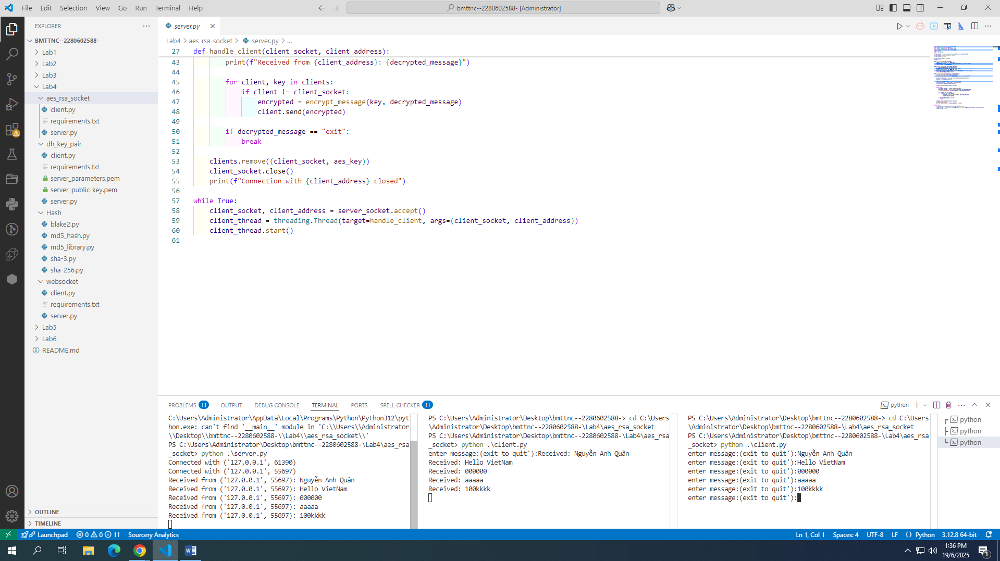 File Edit Selection View Go Run Terminal Help
bmttnc--2280602588- [Administrator]
EXPLORER
BMTTNC--2280602588-
Lab1
Lab2
Lab3
Lab4
aes_rsa_socket
client.py
requirements.txt
server.py
dh_key_pair
client.py
requirements.txt
server_parameters.pem
server_public_key.pem
server.py
Hash
blake2.py
md5_hash.py
md5_library.py
sha-3.py
sha-256.py
websocket
client.py
requirements.txt
server.py
Lab5
Lab6
README.md
OUTLINE
TIMELINE
server.py
Lab4 > aes_rsa_socket > server.py > ...
27 def handle_client(client_socket, client_address):
43 print(f"Received from {client_address}: {decrypted_message}")
44
45 for client, key in clients:
46 if client != client_socket:
47 encrypted = encrypt_message(key, decrypted_message)
48 client.send(encrypted)
49
50 if decrypted_message == "exit":
51 break
52
53 clients.remove((client_socket, aes_key))
54 client_socket.close()
55 print(f"Connection with {client_address} closed")
56
57 while True:
58 client_socket, client_address = server_socket.accept()
59 client_thread = threading.Thread(target=handle_client, args=(client_socket, client_address))
60 client_thread.start()
61
PROBLEMS 11 OUTPUT DEBUG CONSOLE TERMINAL PORTS SPELL CHECKER 11
python
C:\Users\Administrator\AppData\Local\Programs\Python\Python312\pyt
hon.exe: can't find '__main__' module in 'C:\\Users\\Administrator
\\Desktop\\bmttnc--2280602588-\\Lab4\\aes_rsa_socket\\'
PS C:\Users\Administrator\Desktop\bmttnc--2280602588-\Lab4\aes_rsa
_socket> python .\server.py
Connected with ('127.0.0.1', 61390)
Connected with ('127.0.0.1', 55697)
Received from ('127.0.0.1', 55697): Nguyễn Anh Quân
Received from ('127.0.0.1', 55697): Hello VietNam
Received from ('127.0.0.1', 55697): 000000
Received from ('127.0.0.1', 55697): aaaaa
Received from ('127.0.0.1', 55697): 100kkkk
PS C:\Users\Administrator\Desktop\bmttnc--2280602588-> cd C:\Users
\Administrator\Desktop\bmttnc--2280602588-\Lab4\aes_rsa_socket
PS C:\Users\Administrator\Desktop\bmttnc--2280602588-\Lab4\aes_rsa
_socket> python .\client.py
enter message:(exit to quit'):Received: Nguyễn Anh Quân
Received: Hello VietNam
Received: 000000
Received: aaaaa
Received: 100kkkk
PS C:\Users\Administrator\Desktop\bmttnc--2280602588-> cd C:\Users
\Administrator\Desktop\bmttnc--2280602588-\Lab4\aes_rsa_socket
PS C:\Users\Administrator\Desktop\bmttnc--2280602588-\Lab4\aes_rsa
_socket> python .\client.py
enter message:(exit to quit'):Nguyễn Anh Quân
enter message:(exit to quit'):Hello VietNam
enter message:(exit to quit'):000000
enter message:(exit to quit'):aaaaa
enter message:(exit to quit'):100kkkk
enter message:(exit to quit'):
python
python
python
Launchpad 0 0 11 Sourcery Analytics
Ln 1, Col 1 Spaces: 4 UTF-8 LF {} Python 3.12.8 64-bit
1:36 PM
19/6/2025
1